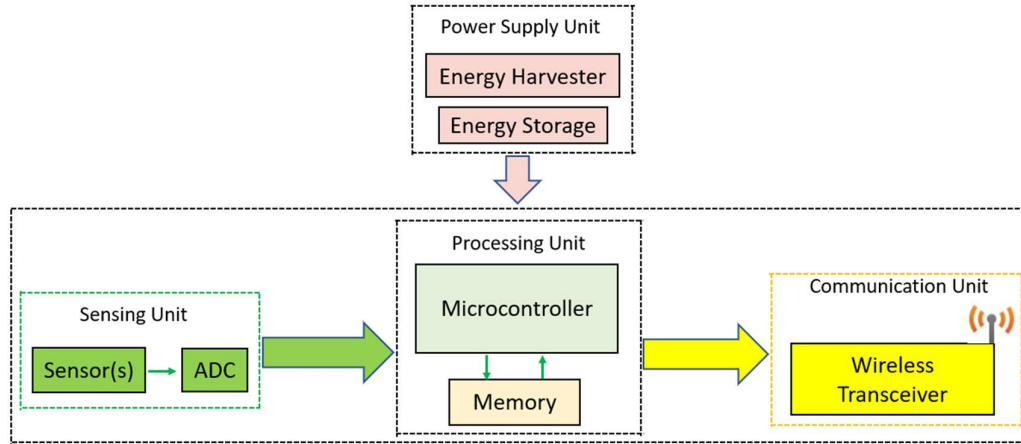 Power Supply Unit
Energy Harvester
Energy Storage
Processing Unit
Microcontroller
Memory
Sensing Unit
Sensor(s)
ADC
Communication Unit
Wireless
Transceiver